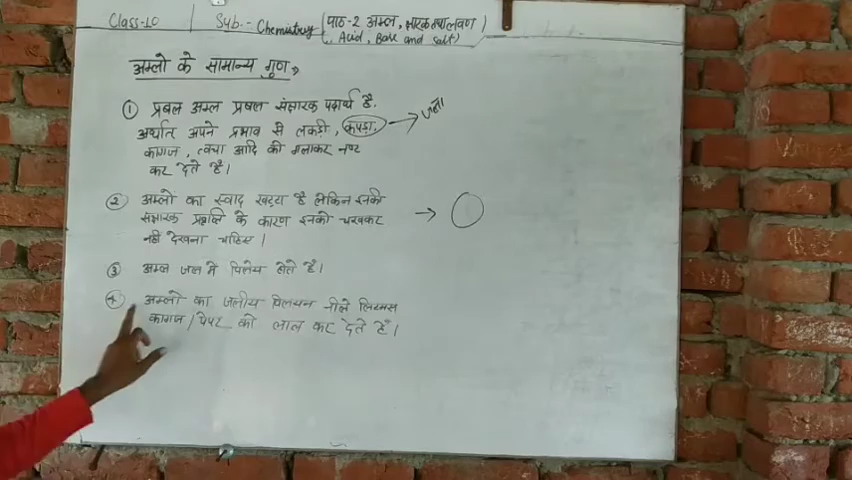 Class-10 Sub.- Chemistry (पाठ-2 अम्ल, क्षारक तथा लवण)
(Acid, Base and Salt)
अम्लो के सामान्य गुण
① प्रबल अम्ल प्रबल संक्षारक पदार्थ है,
अर्थात अपने प्रभाव से लकड़ी, कपड़ा, →
कागज, त्वचा आदि को गलाकर नष्ट
कर देते है।
② अम्लो का स्वाद खट्टा है लेकिन इनकी
संक्षारक प्रवृत्ति के कारण इनको चखकर →
नही देखना चाहिए।
③ अम्ल जल मे विलेय होते है।
④ अम्लो का जलीय विलयन नीले लिटमस
कागज/पेपर को लाल कर देते है।